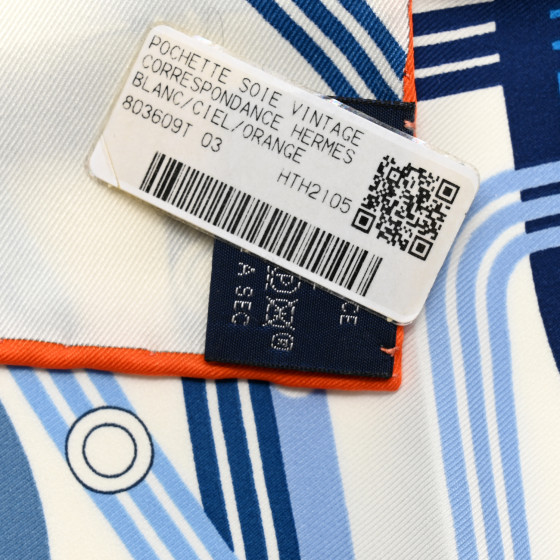 POCHETTE SOIE VINTAGE
CORRESPONDANCE HERMES
BLANC/CIEL/ORANGE
803609T 03
HTH2105
A SEC